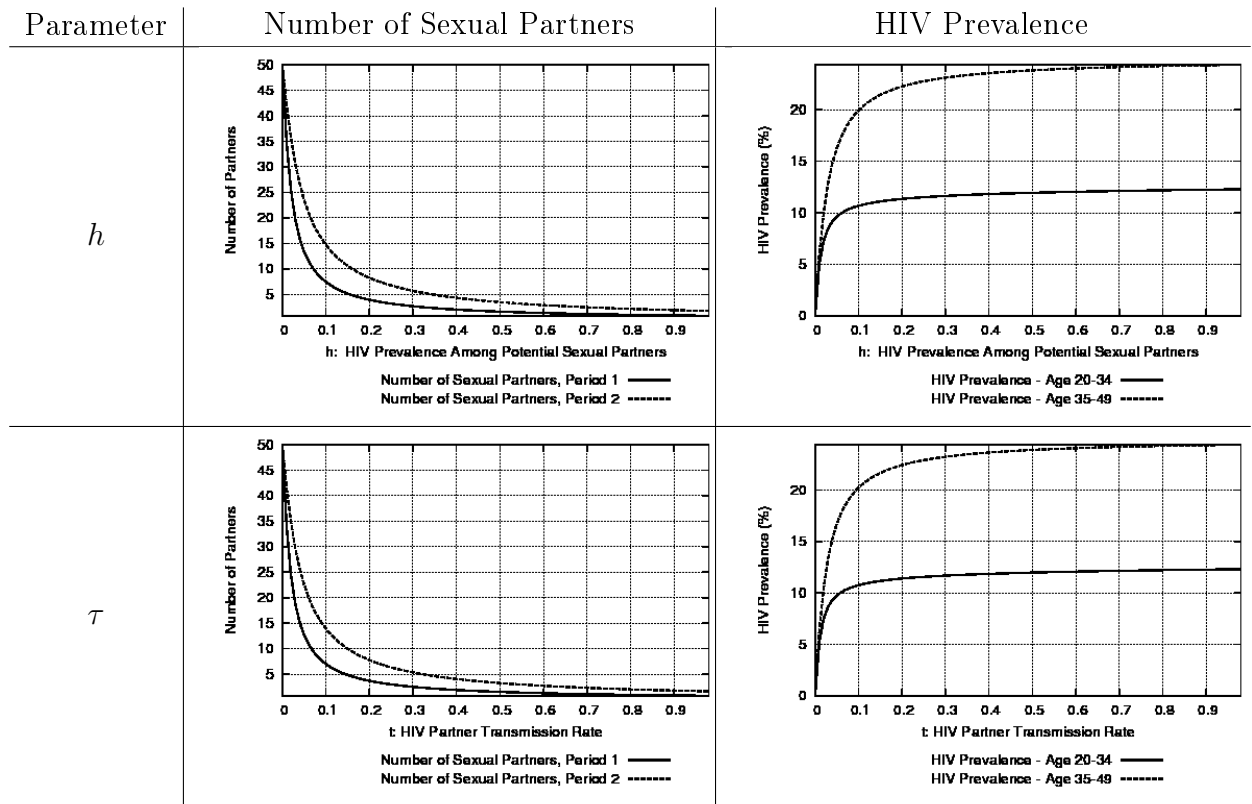 Parameter Number of Sexual Partners HIV Prevalence
h
Number of Partners
50
45
40
35
30
25
20
15
10
5
0 0.1 0.2 0.3 0.4 0.5 0.6 0.7 0.8 0.9
h: HIV Prevalence Among Potential Sexual Partners
Number of Sexual Partners, Period 1
Number of Sexual Partners, Period 2
HIV Prevalence (%)
20
15
10
5
0
0 0.1 0.2 0.3 0.4 0.5 0.6 0.7 0.8 0.9
h: HIV Prevalence Among Potential Sexual Partners
HIV Prevalence - Age 20-34
HIV Prevalence - Age 35-49
τ
Number of Partners
50
45
40
35
30
25
20
15
10
5
0 0.1 0.2 0.3 0.4 0.5 0.6 0.7 0.8 0.9
t: HIV Partner Transmission Rate
Number of Sexual Partners, Period 1
Number of Sexual Partners, Period 2
HIV Prevalence (%)
20
15
10
5
0
0 0.1 0.2 0.3 0.4 0.5 0.6 0.7 0.8 0.9
t: HIV Partner Transmission Rate
HIV Prevalence - Age 20-34
HIV Prevalence - Age 35-49